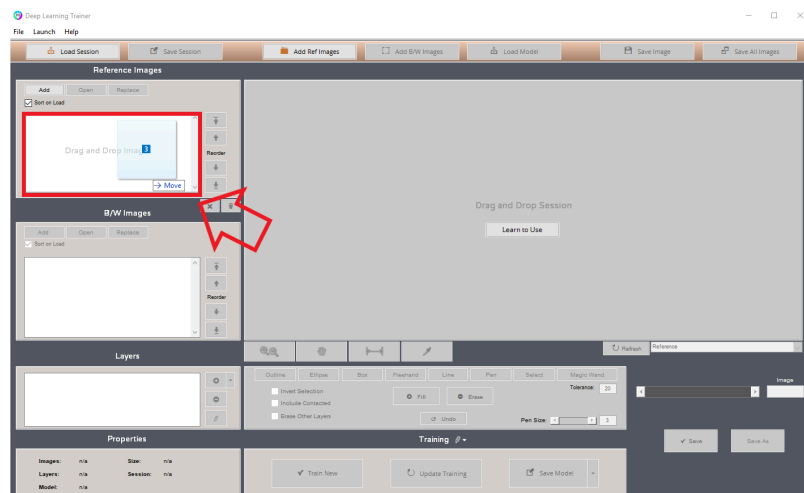 Deep Learning Trainer
File Launch Help
Load Session Save Session Add Ref Images Add B/W Images Load Model Save Image Save All Images
Reference Images
Add Open Replace
Sort on Load
Drag and Drop Imag 3
Reorder
→ Move
B/W Images
Add Open Replace
Sort on Load
Reorder
Drag and Drop Session
Learn to Use
Refresh Reference
Layers
Outline Ellipse Box Freehand Line Pen Select Magic Wand
Invert Selection Fill Erase Tolerance: 20
Include Contacted
Erase Other Layers Undo Pen Size: 3
Image
Properties
Training
Save Save As
Images: n/a Size: n/a
Layers: n/a Session: n/a
Model: n/a
Train New Update Training Save Model